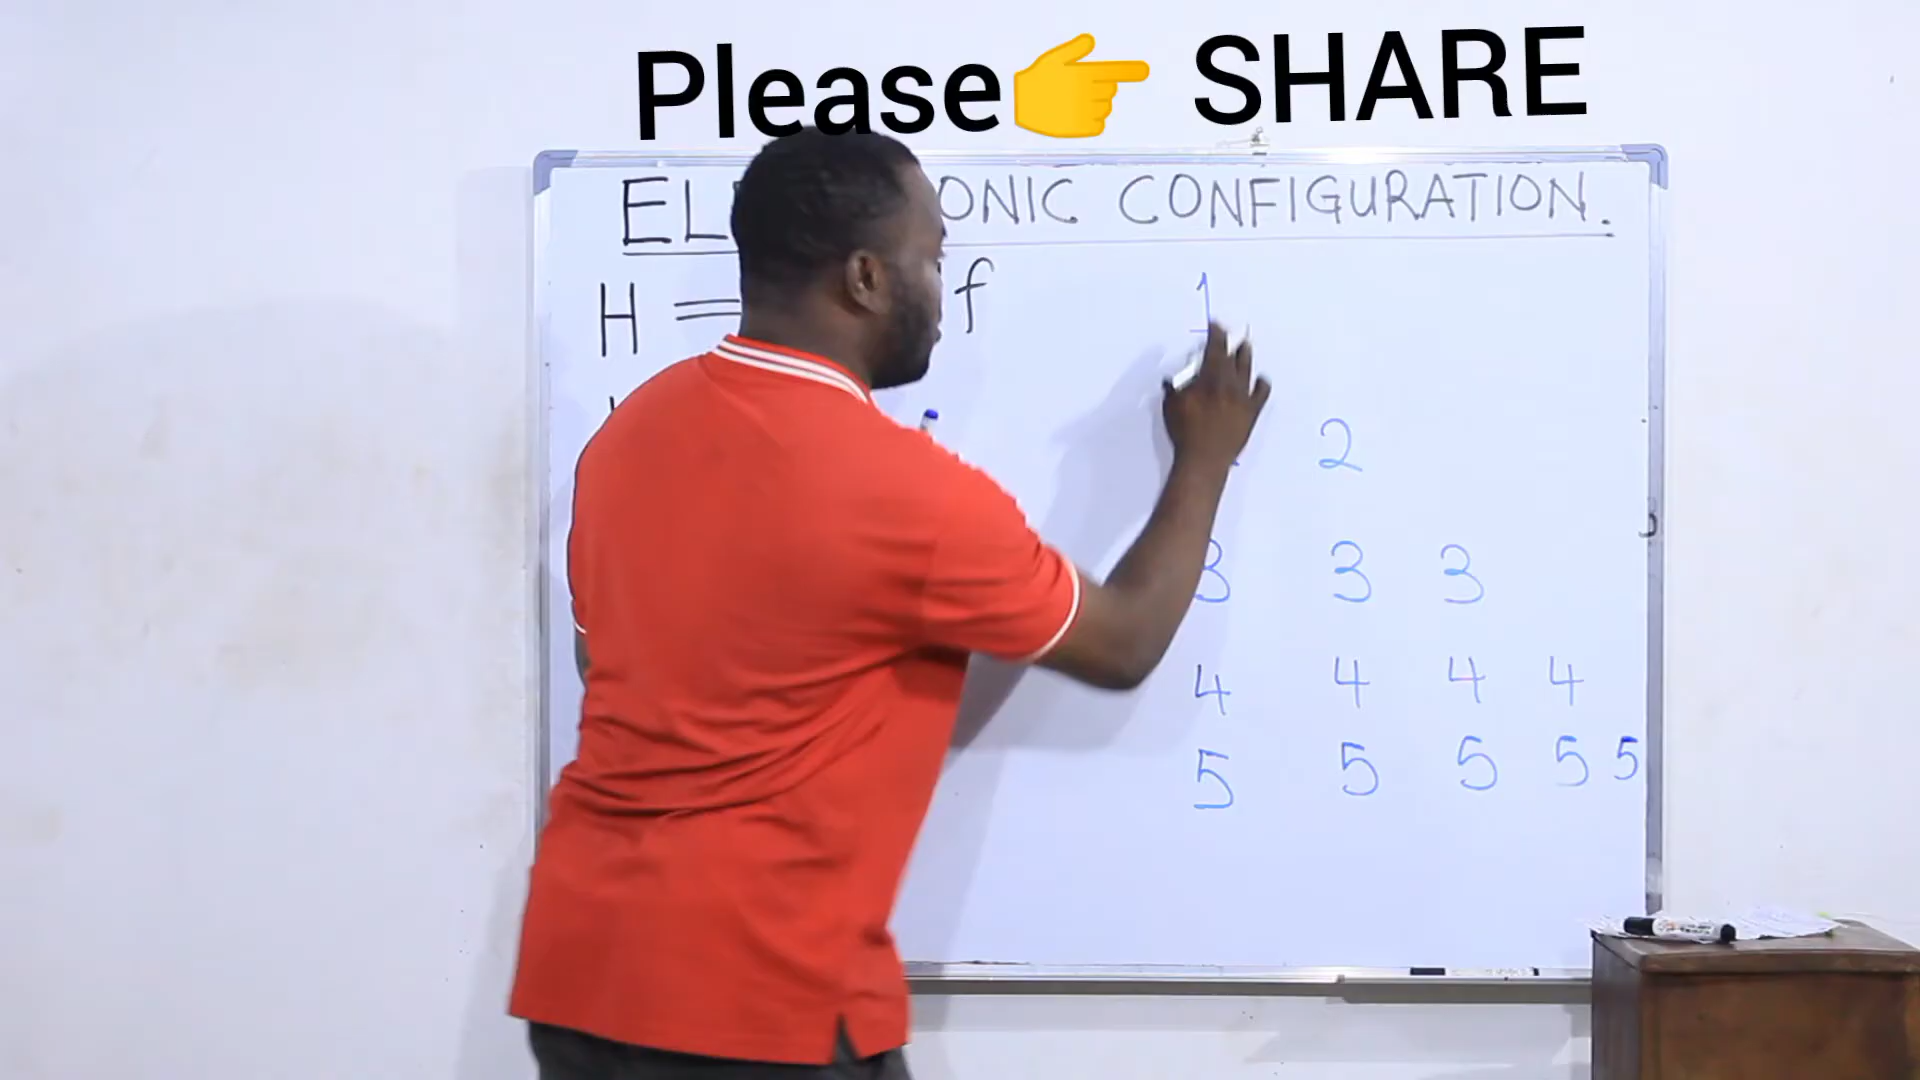 Please👉 SHARE
ELECTRONIC CONFIGURATION.
H = f
1
2
3 3 3
4 4 4 4
5 5 5 5 5